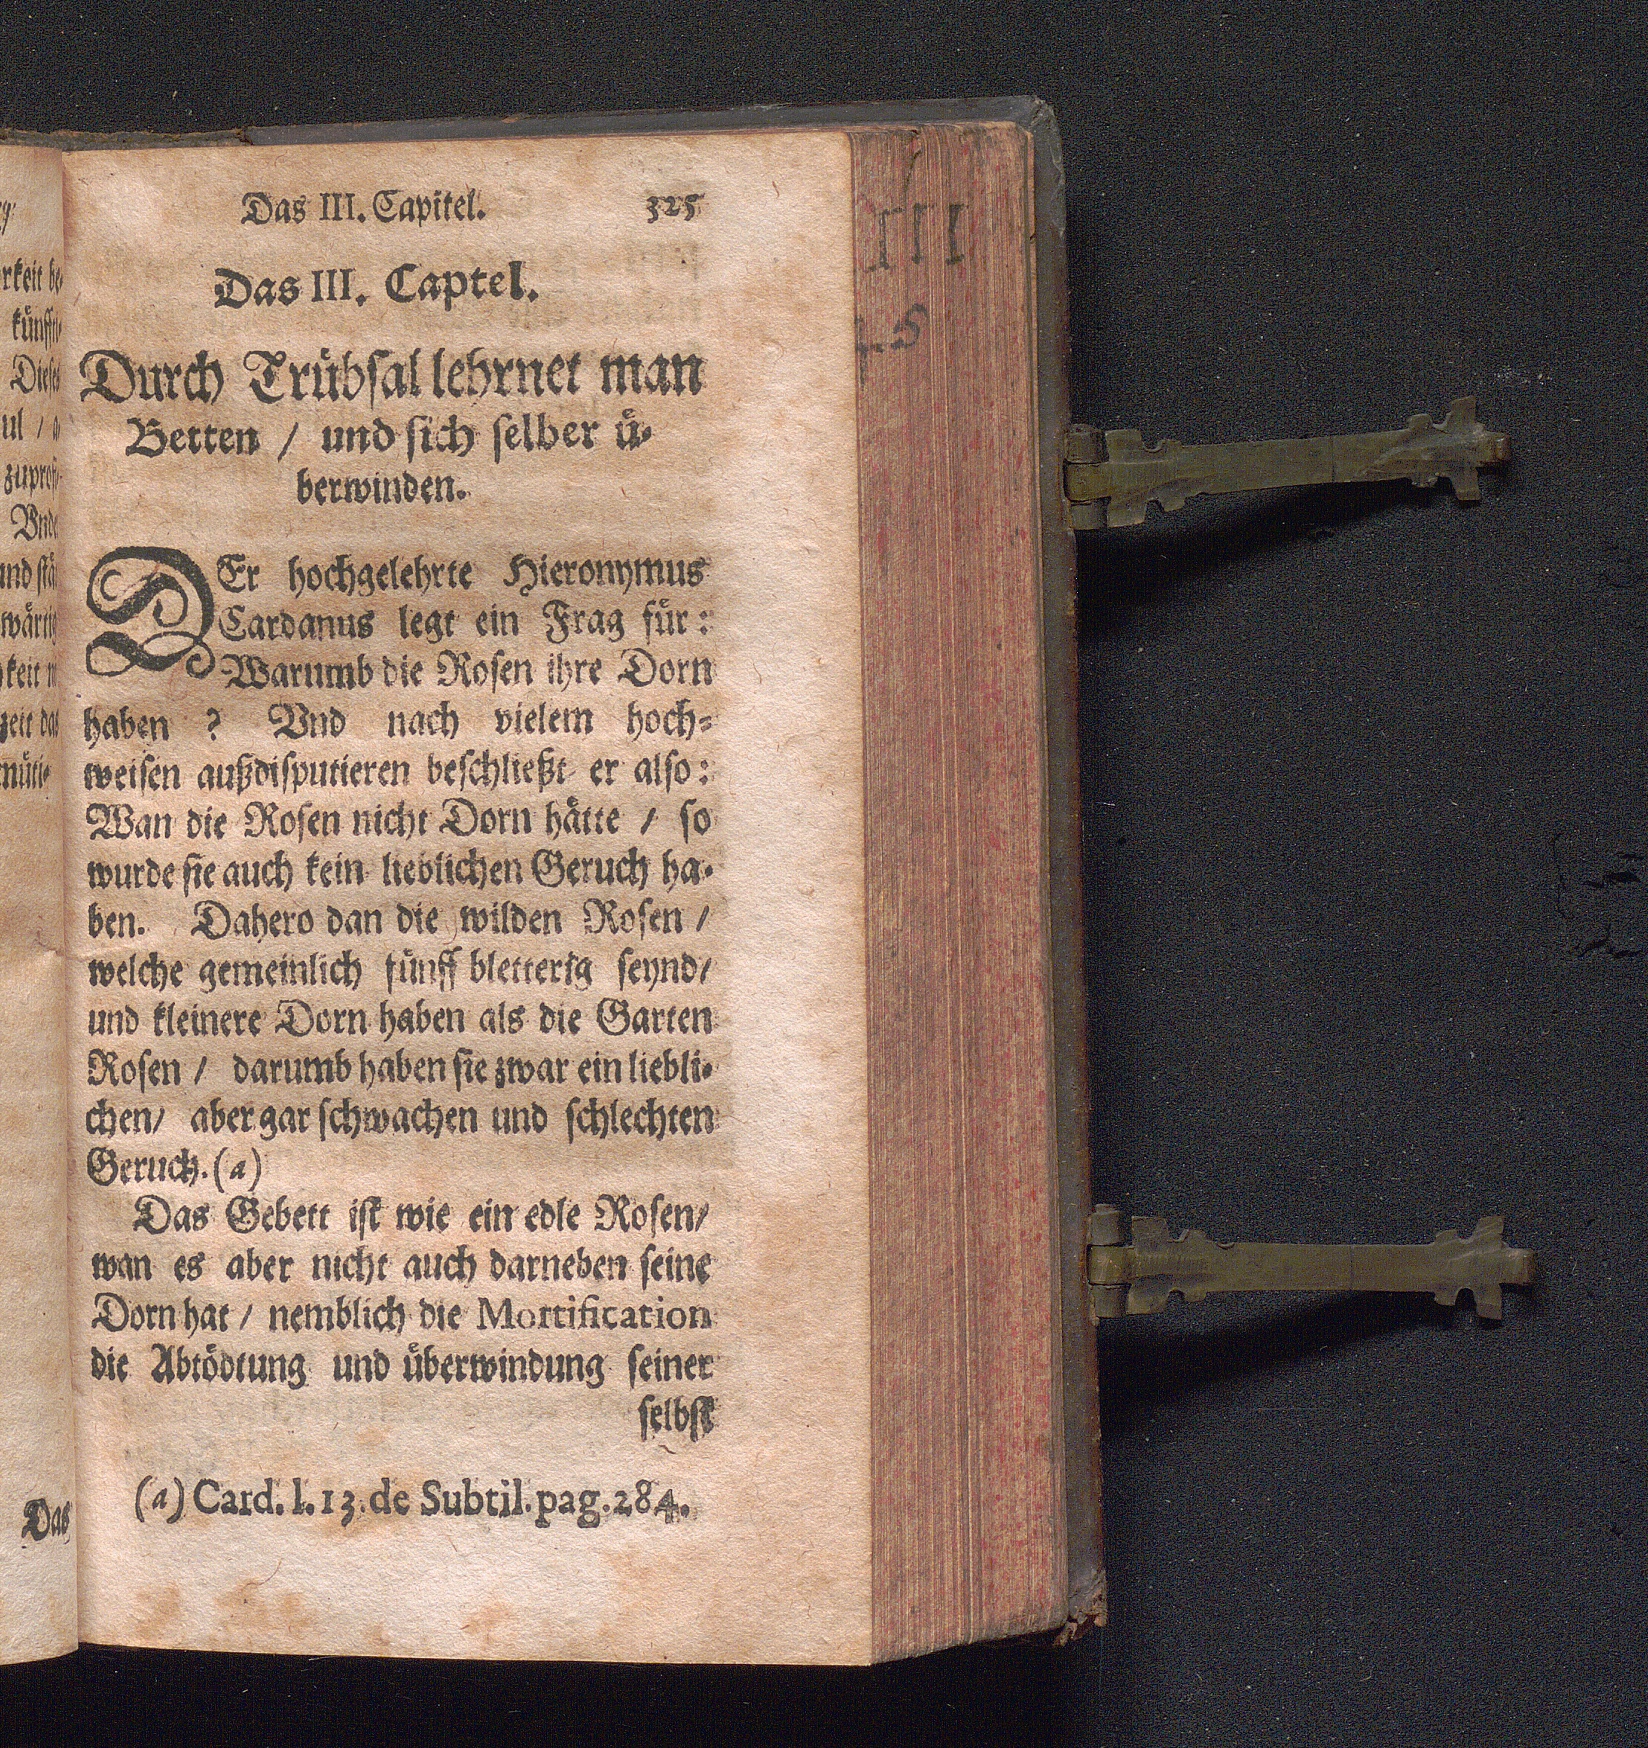 Das III. Capitel. 325
Das III. Captel.
Durch Trübsal lehrnet man
Betten / und sich selber ü-
berwinden.
DEr hochgelehrte Hieronymus
Cardanus legt ein Frag für:
Warumb die Rosen ihre Dorn
haben ? Vnd nach vielem hoch-
weisen außdisputieren beschließt er also:
Wan die Rosen nicht Dorn hätte / so
wurde sie auch kein lieblichen Geruch ha-
ben. Dahero dan die wilden Rosen /
welche gemeinlich fünff bletterig seynd/
und kleinere Dorn haben als die Garten
Rosen / darumb haben sie zwar ein liebli-
chen/ aber gar schwachen und schlechten
Geruch. (a)
Das Gebett ist wie ein edle Rosen/
wan es aber nicht auch darneben seine
Dorn hat / nemblich die Mortification
die Abtödtung und überwindung seiner
selbst
(a) Card. l. 13. de Subtil. pag. 284.
III
Das